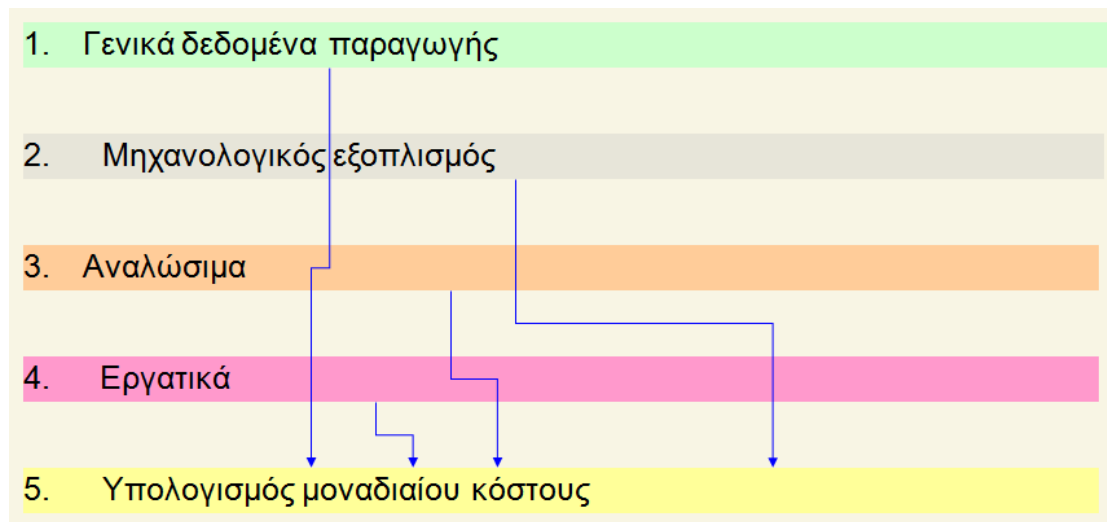 1. Γενικά δεδομένα παραγωγής
2. Μηχανολογικός εξοπλισμός
3. Αναλώσιμα
4. Εργατικά
5. Υπολογισμός μοναδιαίου κόστους